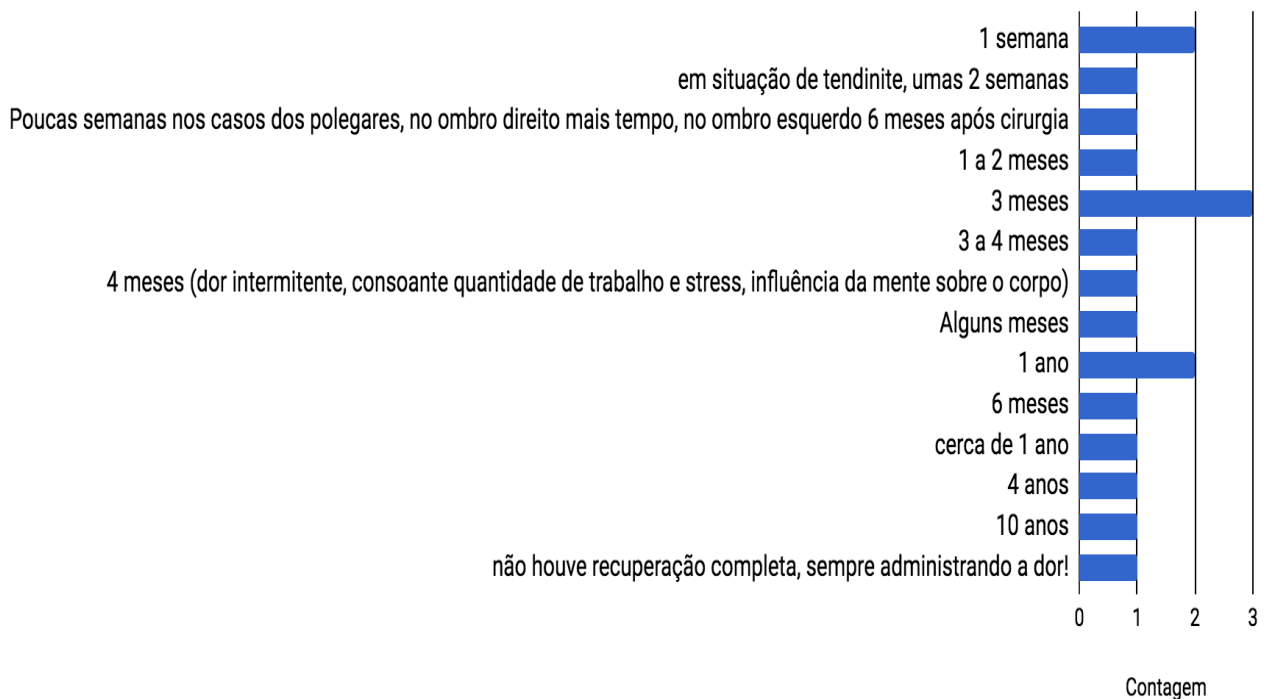 1 semana
em situação de tendinite, umas 2 semanas
Poucas semanas nos casos dos polegares, no ombro direito mais tempo, no ombro esquerdo 6 meses após cirurgia
1 a 2 meses
3 meses
3 a 4 meses
4 meses (dor intermitente, consoante quantidade de trabalho e stress, influência da mente sobre o corpo)
Alguns meses
1 ano
6 meses
cerca de 1 ano
4 anos
10 anos
não houve recuperação completa, sempre administrando a dor!
0 1 2 3
Contagem